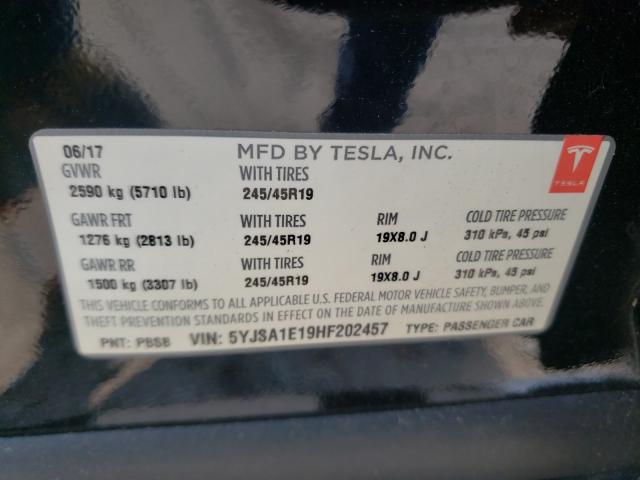 06/17 MFD BY TESLA, INC.
GVWR WITH TIRES
2590 kg (5710 lb) 245/45R19
TESLA
GAWR FRT WITH TIRES RIM COLD TIRE PRESSURE
1276 kg (2813 lb) 245/45R19 19X8.0 J 310 kPa, 45 psi
GAWR RR WITH TIRES RIM COLD TIRE PRESSURE
1500 kg (3307 lb) 245/45R19 19X8.0 J 310 kPa, 45 psi
THIS VEHICLE CONFORMS TO ALL APPLICABLE U.S. FEDERAL MOTOR VEHICLE SAFETY, BUMPER, AND
THEFT PREVENTION STANDARDS IN EFFECT ON THE DATE OF MANUFACTURE SHOWN ABOVE.
PNT: PBSB VIN: 5YJSA1E19HF202457 TYPE: PASSENGER CAR